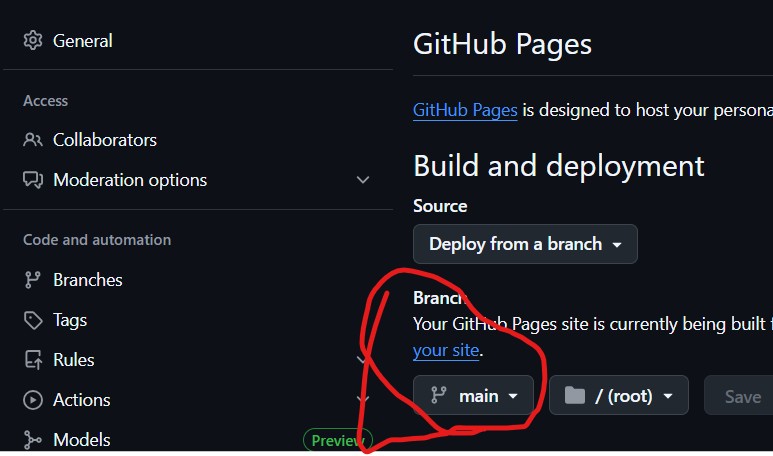 General
Access
Collaborators
Moderation options
Code and automation
Branches
Tags
Rules
Actions
Models
Preview
GitHub Pages
GitHub Pages is designed to host your persona
Build and deployment
Source
Deploy from a branch
Branch
Your GitHub Pages site is currently being built f
your site.
main
/ (root)
Save